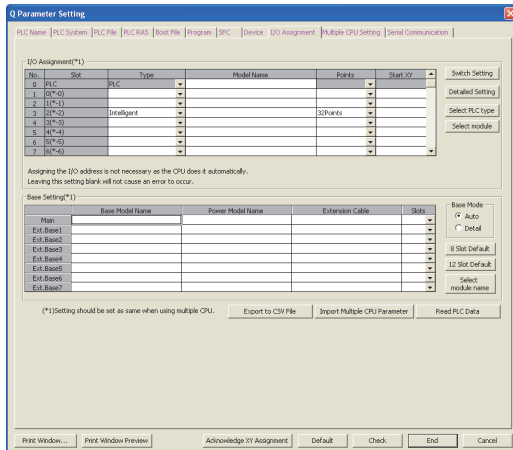 Q Parameter Setting
PLC Name PLC System PLC File PLC RAS Boot File Program SFC Device I/O Assignment Multiple CPU Setting Serial Communication
I/O Assignment(*1)
No. Slot Type Model Name Points Start XY
0 PLC PLC
1 0(*-0)
2 1(*-1)
3 2(*-2) Intelligent 32Points
4 3(*-3)
5 4(*-4)
6 5(*-5)
7 6(*-6)
Switch Setting
Detailed Setting
Select PLC type
Select module
Assigning the I/O address is not necessary as the CPU does it automatically.
Leaving this setting blank will not cause an error to occur.
Base Setting(*1)
Base Model Name Power Model Name Extension Cable Slots
Main
Ext.Base1
Ext.Base2
Ext.Base3
Ext.Base4
Ext.Base5
Ext.Base6
Ext.Base7
Base Mode
Auto
Detail
8 Slot Default
12 Slot Default
Select
module name
(*1)Setting should be set as same when using multiple CPU.
Export to CSV File Import Multiple CPU Parameter Read PLC Data
Print Window... Print Window Preview Acknowledge XY Assignment Default Check End Cancel